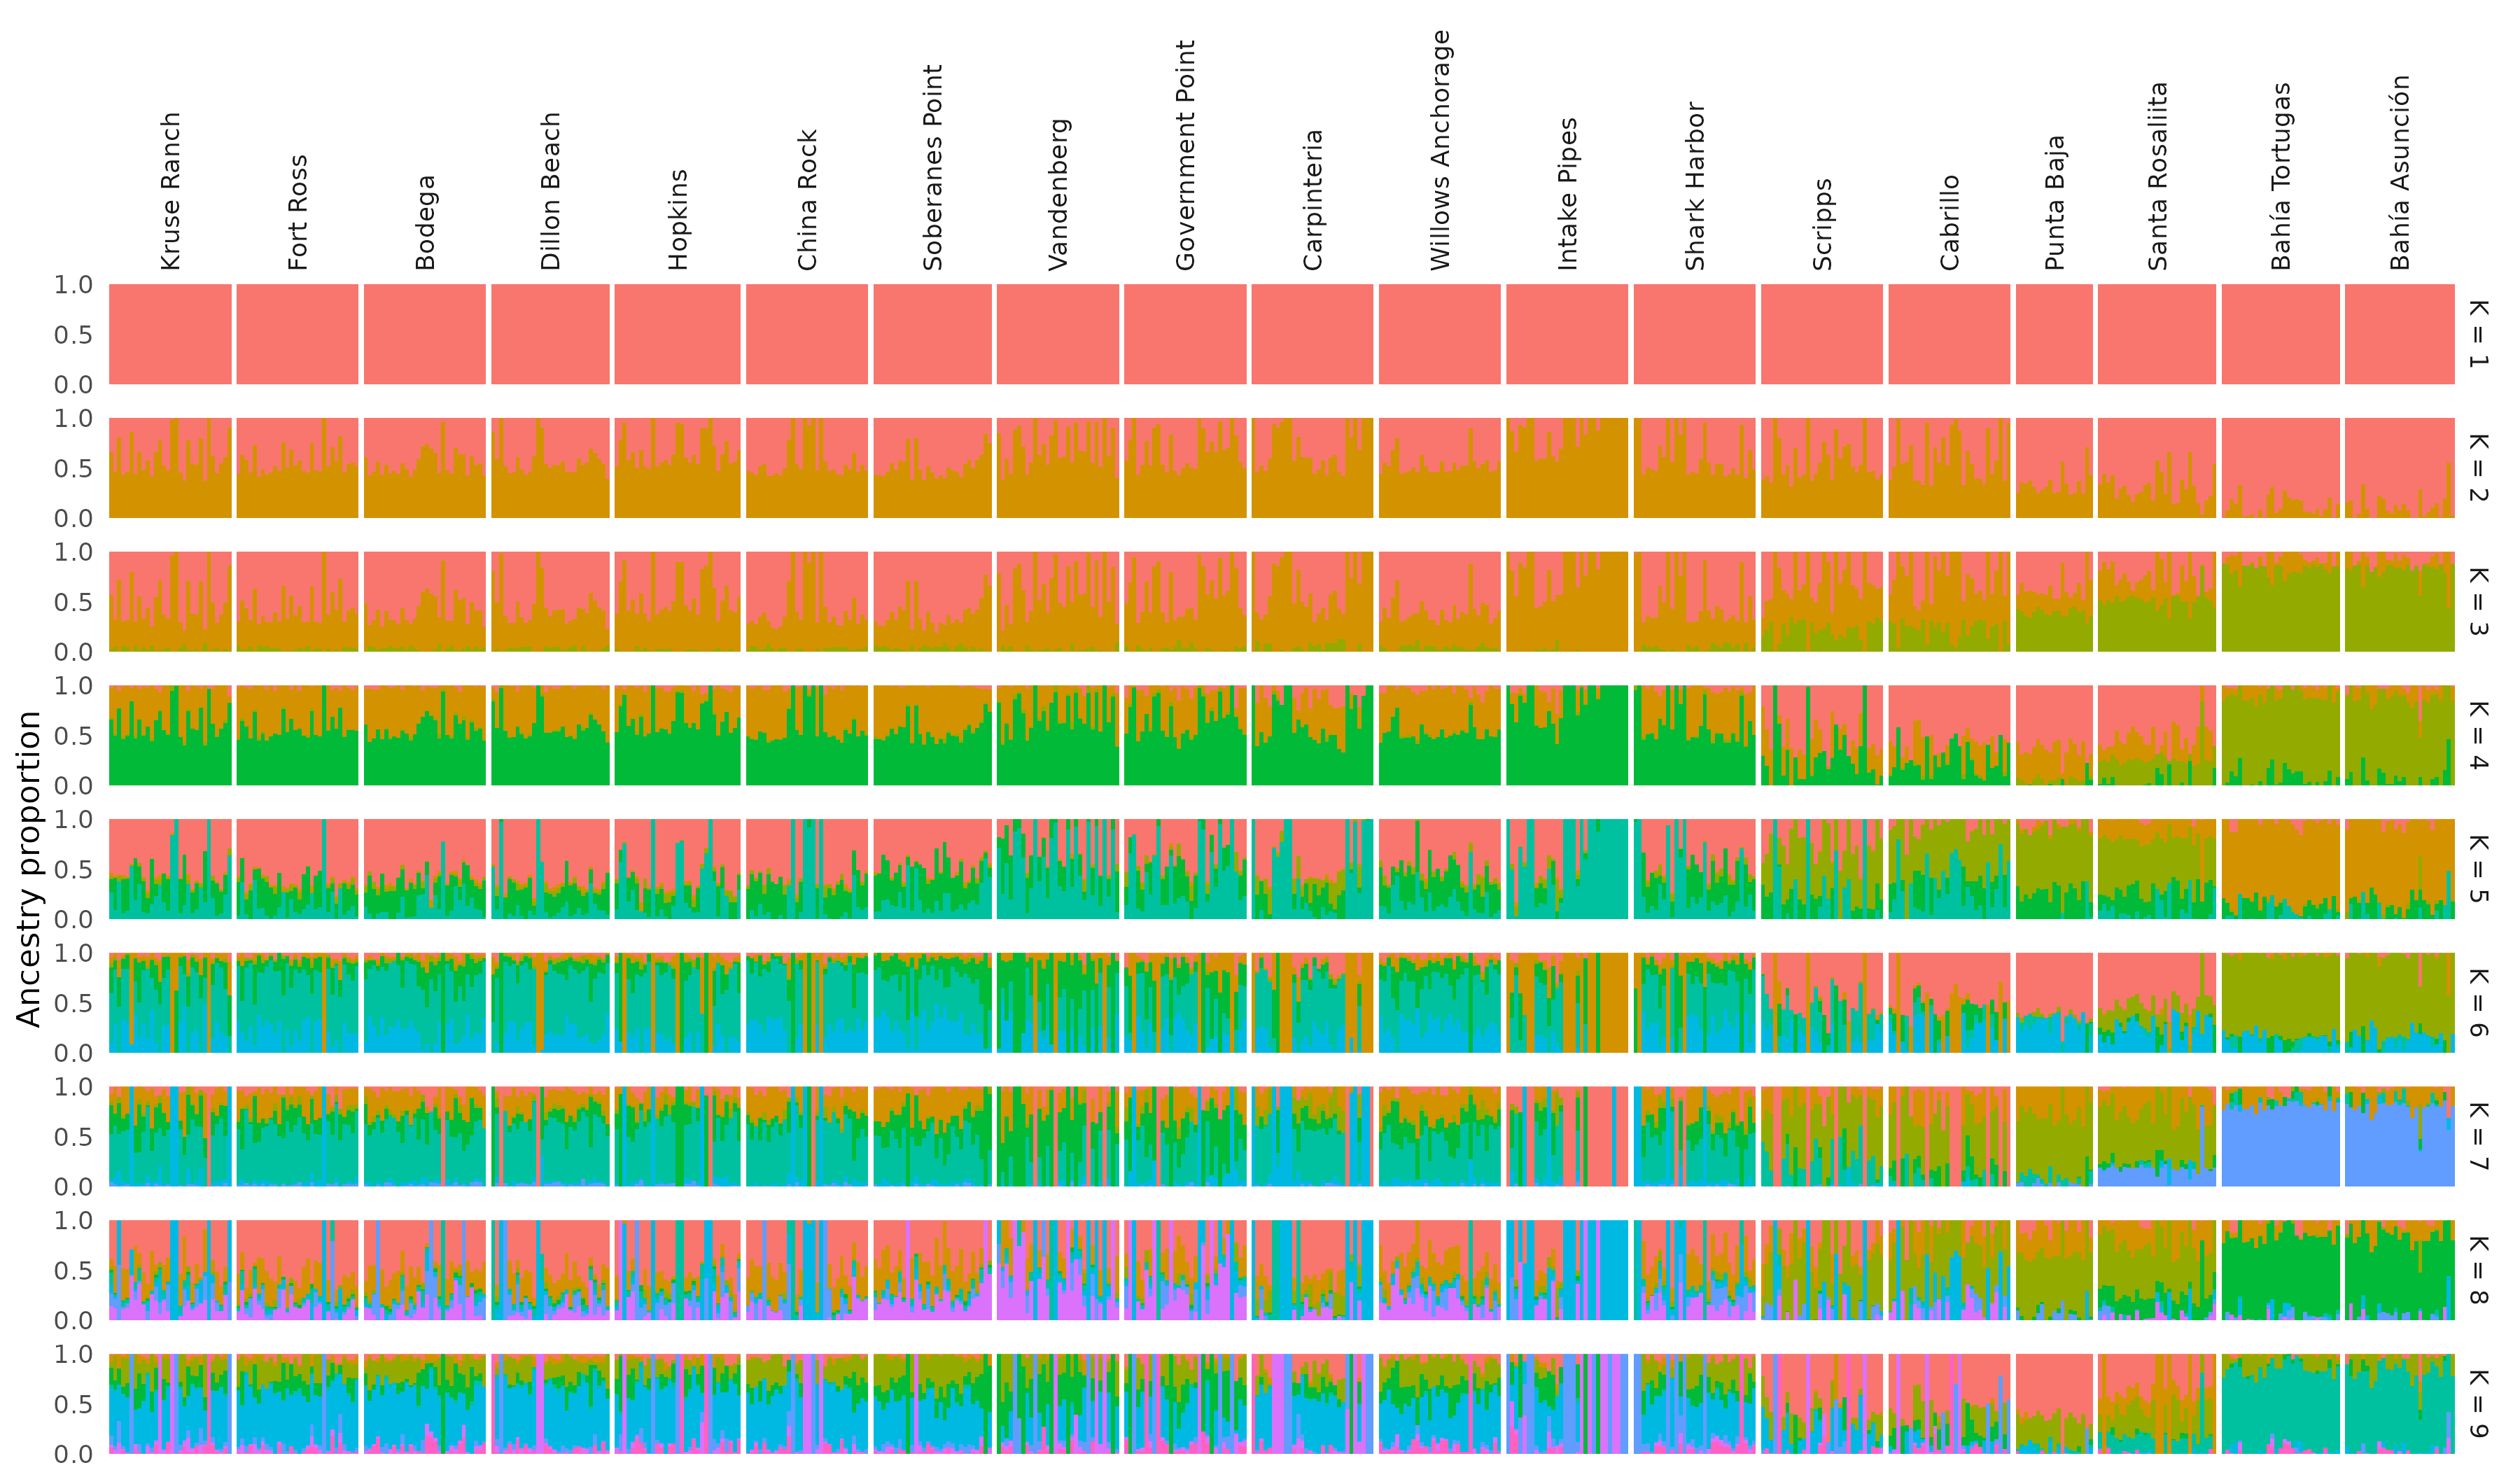 Kruse Ranch
Fort Ross
Bodega
Dillon Beach
Hopkins
China Rock
Soberanes Point
Vandenberg
Government Point
Carpinteria
Willows Anchorage
Intake Pipes
Shark Harbor
Scripps
Cabrillo
Punta Baja
Santa Rosaliita
Bahía Tortugas
Bahía Asunción
Ancestry proportion
1.0
0.5
0.0
K = 1
1.0
0.5
0.0
K = 2
1.0
0.5
0.0
K = 3
1.0
0.5
0.0
K = 4
1.0
0.5
0.0
K = 5
1.0
0.5
0.0
K = 6
1.0
0.5
0.0
K = 7
1.0
0.5
0.0
K = 8
1.0
0.5
0.0
K = 9